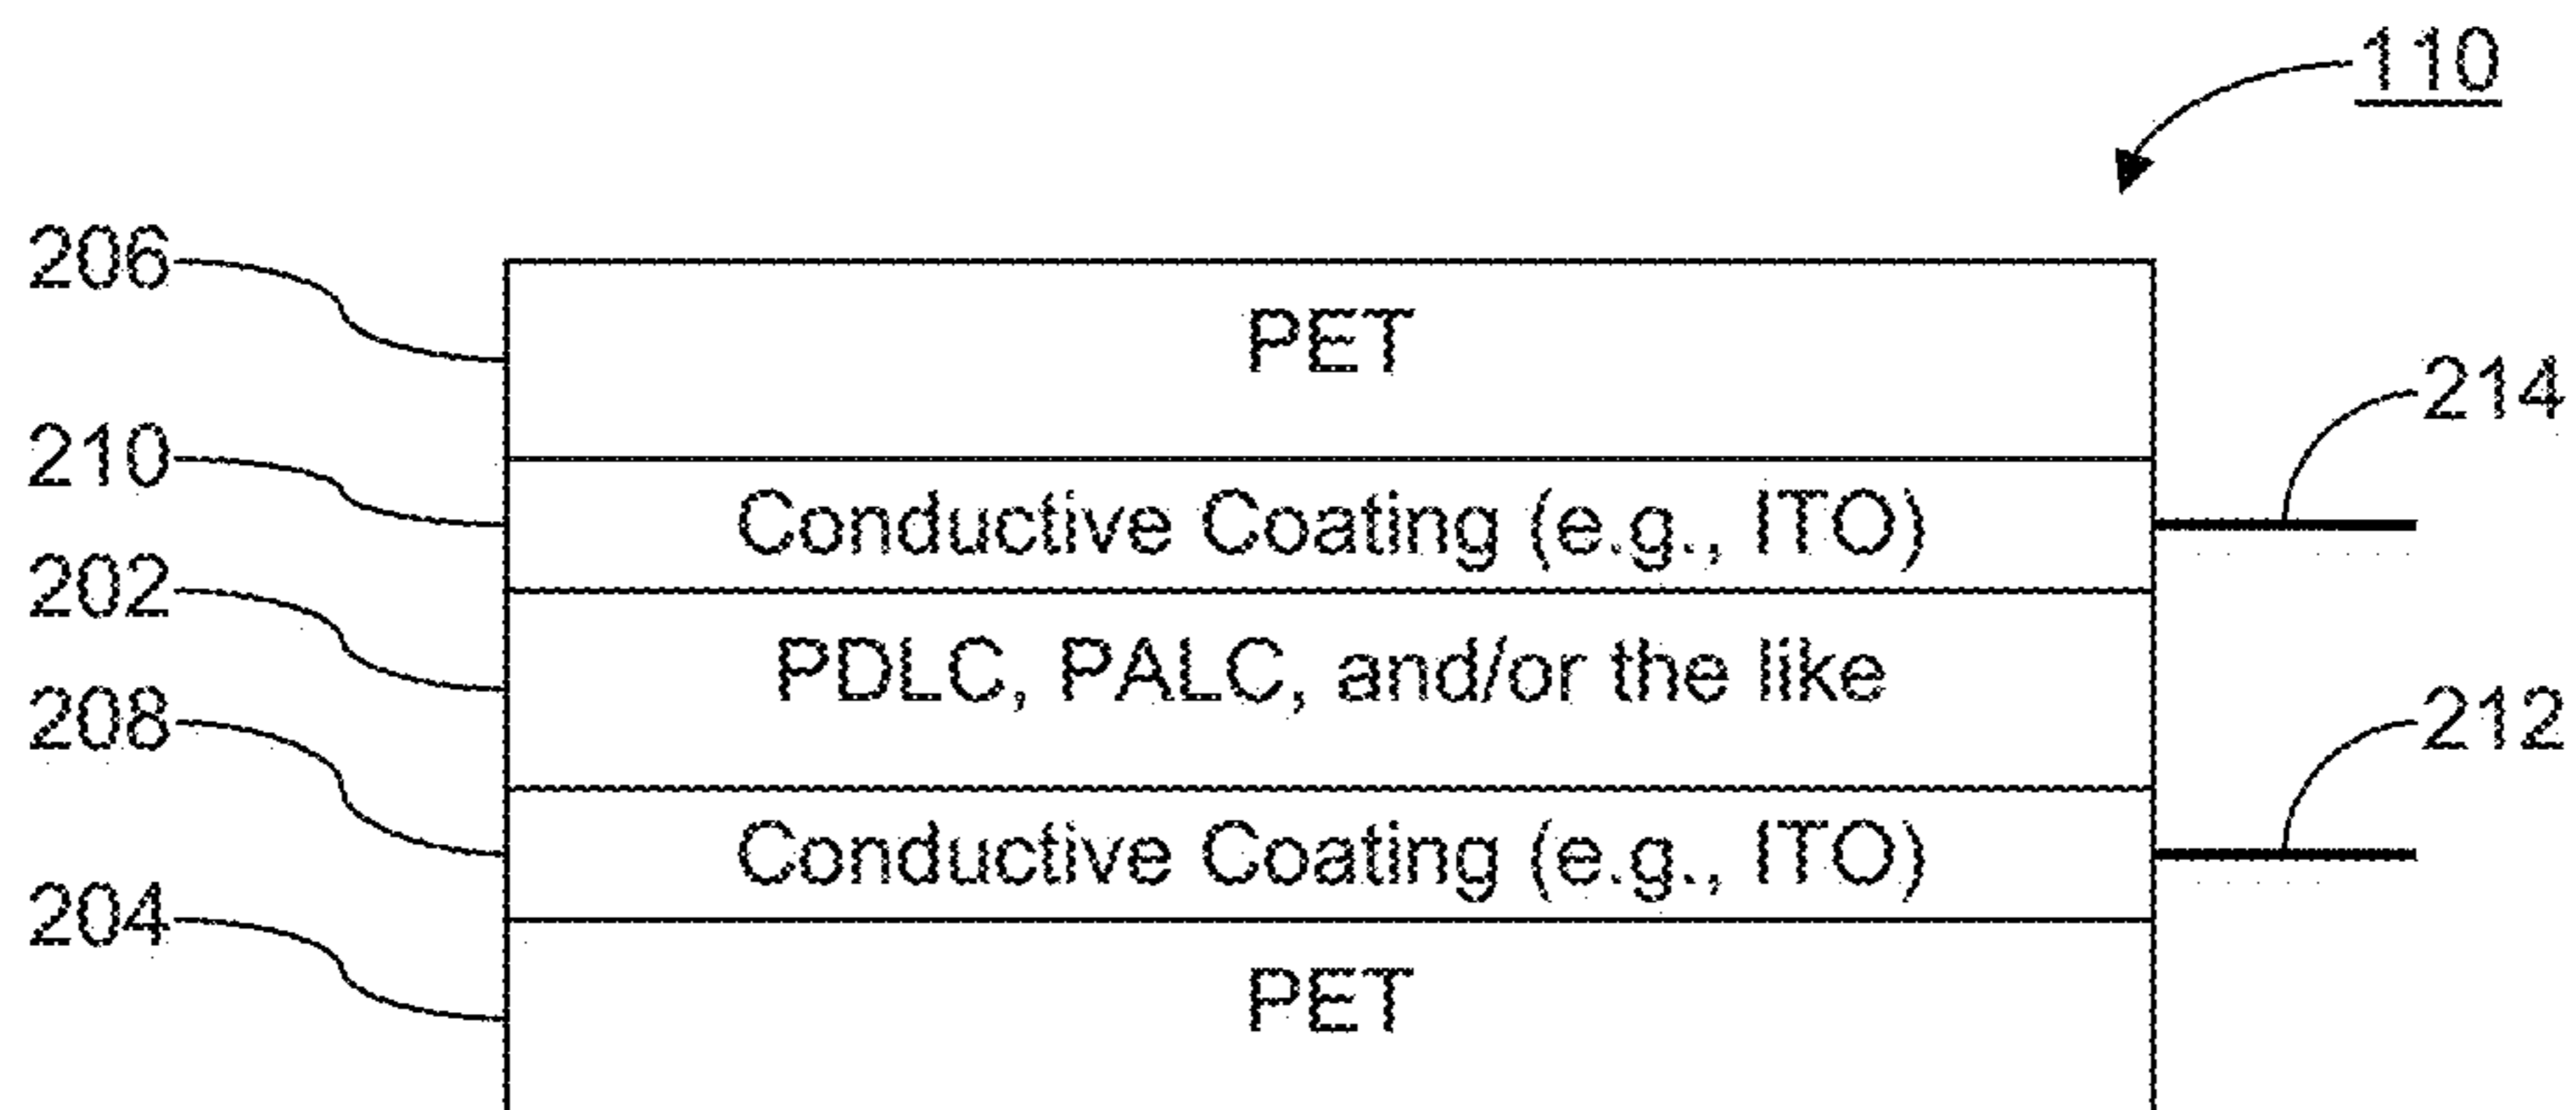 110
206
PET
214
210
Conductive Coating (e.g., ITO)
202
PDLC, PALC, and/or the like
212
208
Conductive Coating (e.g., ITO)
204
PET